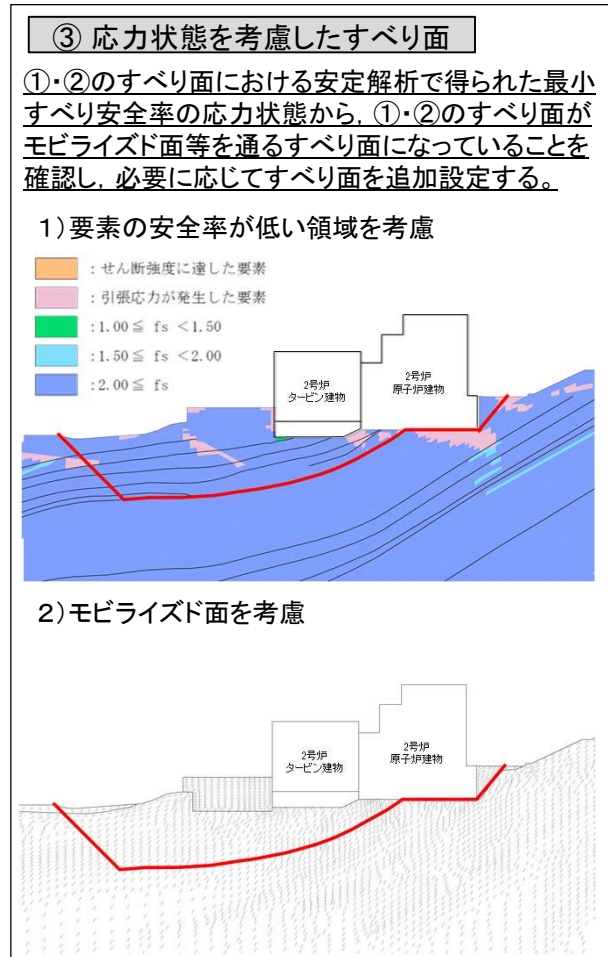 ③ 応力状態を考慮したすべり面
①・②のすべり面における安定解析で得られた最小
すべり安全率の応力状態から，①・②のすべり面が
モビライズド面等を通るすべり面になっていることを
確認し，必要に応じてすべり面を追加設定する。
1）要素の安全率が低い領域を考慮
：せん断強度に達した要素
：引張応力が発生した要素
：1.00≦ fs ＜1.50
：1.50≦ fs ＜2.00
：2.00≦ fs
2号炉
タービン建物
2号炉
原子炉建物
2）モビライズド面を考慮
2号炉
タービン建物
2号炉
原子炉建物